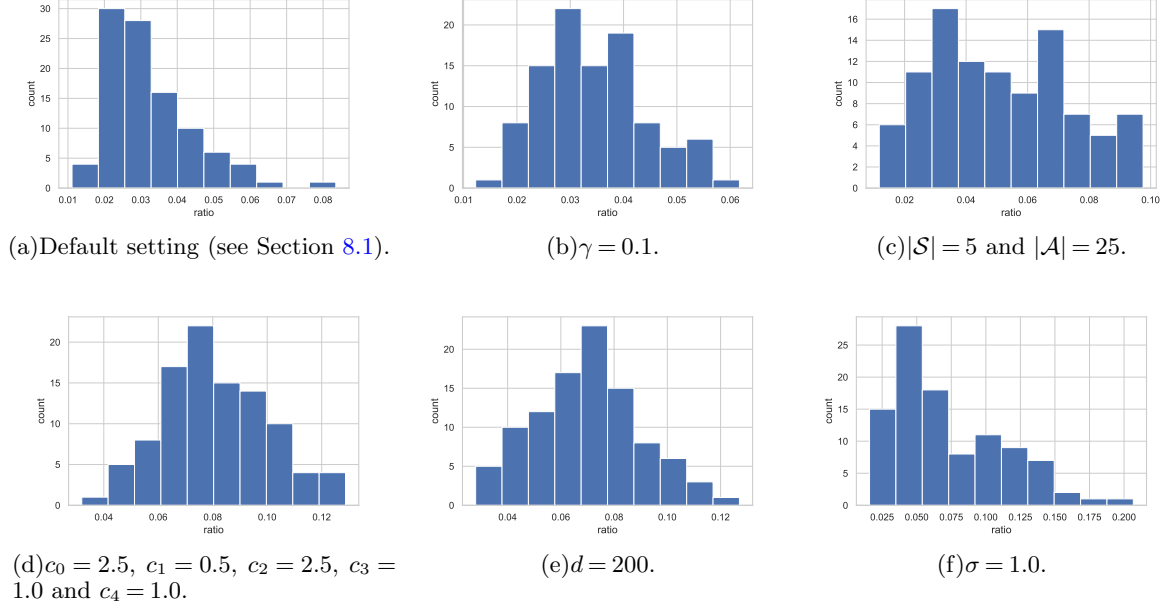 30
25
20
15
10
5
0
count
0.01 0.02 0.03 0.04 0.05 0.06 0.07 0.08
ratio
(a)Default setting (see Section 8.1).
20
15
10
5
0
count
0.01 0.02 0.03 0.04 0.05 0.06
ratio
(b)γ = 0.1.
16
14
12
10
8
6
4
2
0
count
0.02 0.04 0.06 0.08 0.10
ratio
(c)|𝒮| = 5 and |𝒜| = 25.
20
15
10
5
0
count
0.04 0.06 0.08 0.10 0.12
ratio
(d)c₀ = 2.5, c₁ = 0.5, c₂ = 2.5, c₃ =
1.0 and c₄ = 1.0.
20
15
10
5
0
count
0.04 0.06 0.08 0.10 0.12
ratio
(e)d = 200.
25
20
15
10
5
0
count
0.025 0.050 0.075 0.100 0.125 0.150 0.175 0.200
ratio
(f)σ = 1.0.